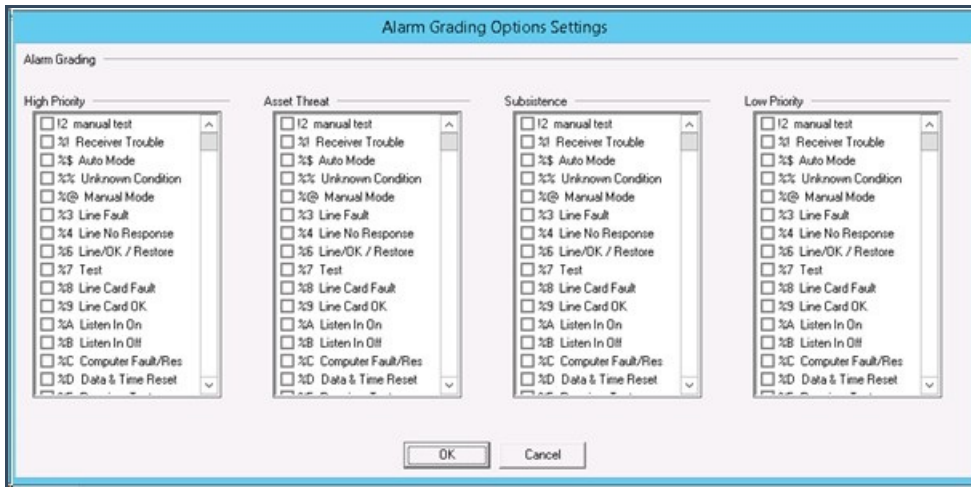 Alarm Grading Options Settings
Alarm Grading
High Priority
!2 manual test
%! Receiver Trouble
%$ Auto Mode
%% Unknown Condition
%@ Manual Mode
%3 Line Fault
%4 Line No Response
%6 Line/OK / Restore
%7 Test
%8 Line Card Fault
%9 Line Card OK
%A Listen In On
%B Listen In Off
%C Computer Fault/Res
%D Data & Time Reset
Asset Threat
!2 manual test
%! Receiver Trouble
%$ Auto Mode
%% Unknown Condition
%@ Manual Mode
%3 Line Fault
%4 Line No Response
%6 Line/OK / Restore
%7 Test
%8 Line Card Fault
%9 Line Card OK
%A Listen In On
%B Listen In Off
%C Computer Fault/Res
%D Data & Time Reset
Subsistence
!2 manual test
%! Receiver Trouble
%$ Auto Mode
%% Unknown Condition
%@ Manual Mode
%3 Line Fault
%4 Line No Response
%6 Line/OK / Restore
%7 Test
%8 Line Card Fault
%9 Line Card OK
%A Listen In On
%B Listen In Off
%C Computer Fault/Res
%D Data & Time Reset
Low Priority
!2 manual test
%! Receiver Trouble
%$ Auto Mode
%% Unknown Condition
%@ Manual Mode
%3 Line Fault
%4 Line No Response
%6 Line/OK / Restore
%7 Test
%8 Line Card Fault
%9 Line Card OK
%A Listen In On
%B Listen In Off
%C Computer Fault/Res
%D Data & Time Reset
OK
Cancel